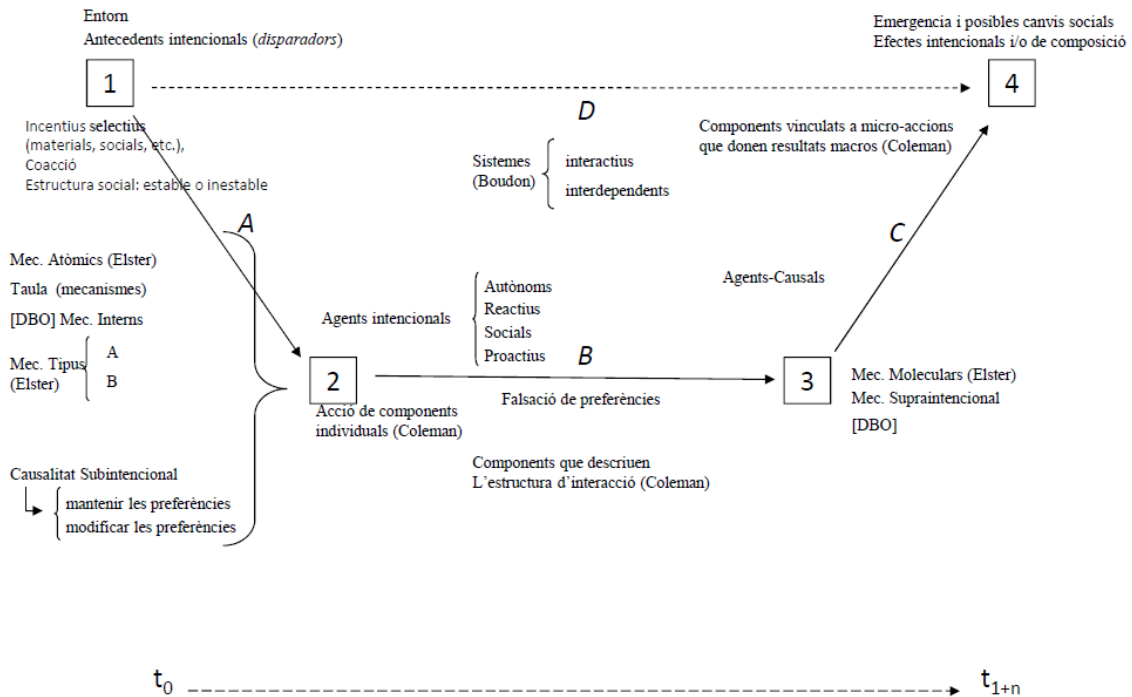 Entorn
Antecedents intencionals (disparadors)
1
Incentius selectius
(materials, socials, etc.),
Coacció
Estructura social: estable o inestable
Emergencia i posibles canvis socials
Efectes intencionals i/o de composició
4
D
Components vinculats a micro-accions
que donen resultats macros (Coleman)
Sistemes
(Boudon)
interactius
interdependents
A
C
Mec. Atòmics (Elster)
Taula (mecanismes)
[DBO] Mec. Interns
Mec. Tipus
(Elster)
A
B
Causalitat Subintencional
mantenir les preferències
modificar les preferències
Agents intencionals
Autònoms
Reactius
Socials
Proactius
B
Agents-Causals
2
Acció de components
individuals (Coleman)
Falsació de preferències
Components que descriuen
L'estructura d'interacció (Coleman)
3
Mec. Moleculars (Elster)
Mec. Supraintencional
[DBO]
t0
t1+n